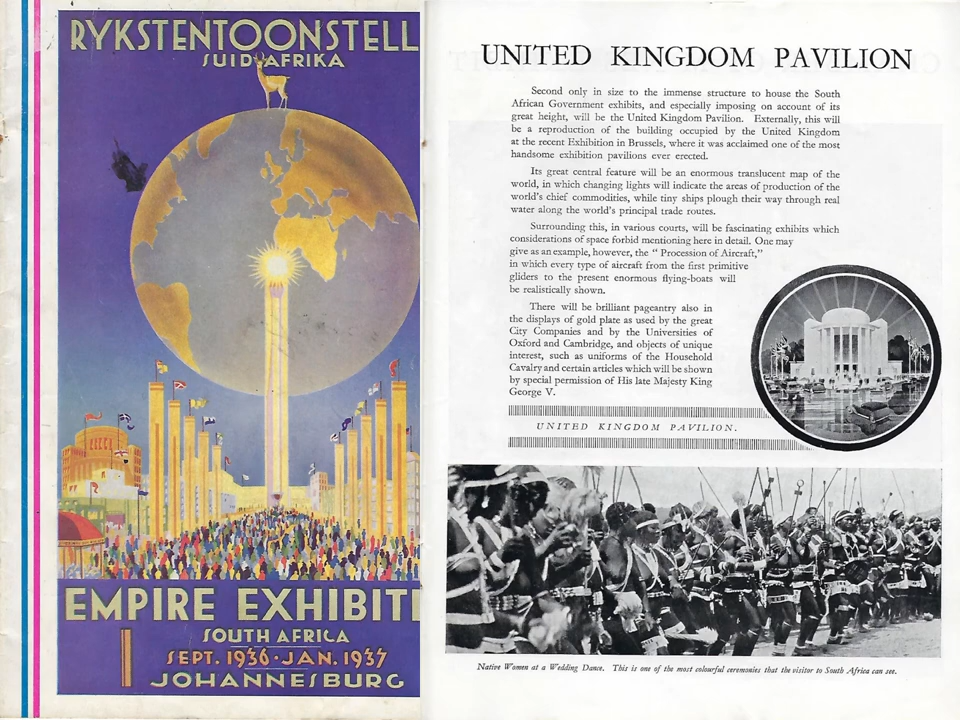 RYKSTENTOONSTELL
SUID AFRIKA
EMPIRE EXHIBITI
SOUTH AFRICA
SEPT. 1936 · JAN. 1937
JOHANNESBURG
UNITED KINGDOM PAVILION
Second only in size to the immense structure to house the South
African Government exhibits, and especially imposing on account of its
great height, will be the United Kingdom Pavilion. Externally, this will
be a reproduction of the building occupied by the United Kingdom
at the recent Exhibition in Brussels, where it was acclaimed one of the most
handsome exhibition pavilions ever erected.
Its great central feature will be an enormous translucent map of the
world, in which changing lights will indicate the areas of production of the
world's chief commodities, while tiny ships plough their way through real
water along the world's principal trade routes.
Surrounding this, in various courts, will be fascinating exhibits which
considerations of space forbid mentioning here in detail. One may
give as an example, however, the " Procession of Aircraft,"
in which every type of aircraft from the first primitive
gliders to the present enormous flying-boats will
be realistically shown.
There will be brilliant pageantry also in
the displays of gold plate as used by the great
City Companies and by the Universities of
Oxford and Cambridge, and objects of unique
interest, such as uniforms of the Household
Cavalry and certain articles which will be shown
by special permission of His late Majesty King
George V.
UNITED KINGDOM PAVILION.
Native Women at a Wedding Dance. This is one of the most colourful ceremonies that the visitor to South Africa can see.